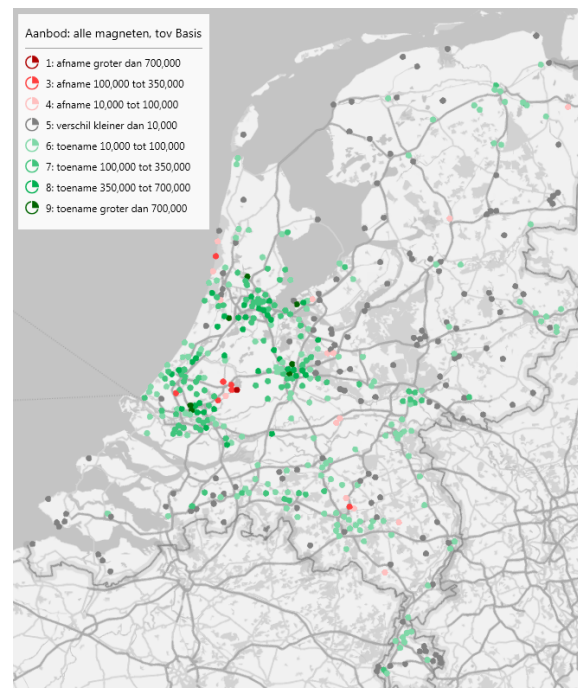 Aanbod: alle magneten, tov Basis
1: afname groter dan 700,000
3: afname 100,000 tot 350,000
4: afname 10,000 tot 100,000
5: verschil kleiner dan 10,000
6: toename 10,000 tot 100,000
7: toename 100,000 tot 350,000
8: toename 350,000 tot 700,000
9: toename groter dan 700,000